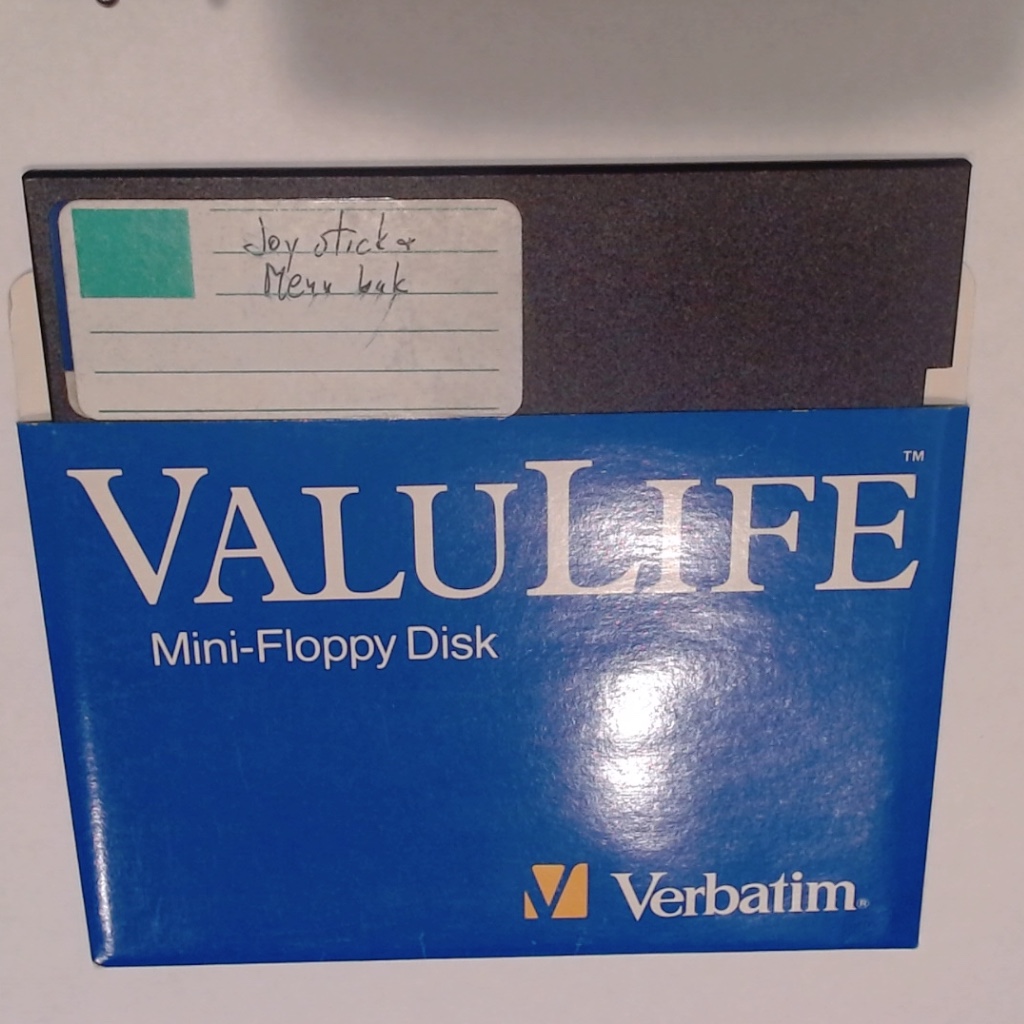 Joy stick &
Menu bak
VALULIFE™
Mini-Floppy Disk
Verbatim®